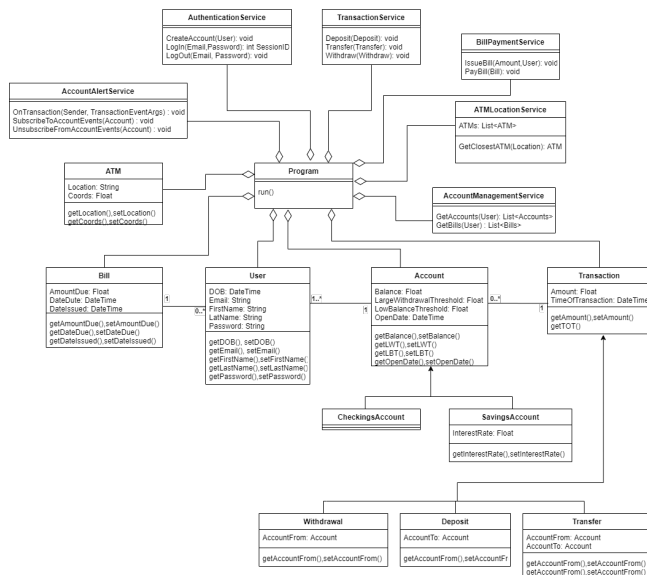 AuthenticationService
CreateAccount(User): void
LogIn(Email,Password): int SessionID
LogOut(Email, Password): void
TransactionService
Deposit(Deposit): void
Transfer(Transfer): void
Withdraw(Withdraw): void
BillPaymentService
IssueBill(Amount,User): void
PayBill(Bill): void
AccountAlertService
OnTransaction(Sender, TransactionEventArgs) : void
SubscribeToAccountEvents(Account) : void
UnsubscribeFromAccountEvents(Account) : void
ATMLocationService
ATMs: List<ATM>
GetClosestATM(Location): ATM
ATM
Location: String
Coords: Float
getLocation(),setLocation()
getCoords(),setCoords()
Program
run()
AccountManagementService
GetAccounts(User): List<Accounts>
GetBills(User) : List<Bills>
Bill
AmountDue: Float
DateDute: DateTime
DateIssued: DateTime
getAmountDue(),setAmountDue()
getDateDue(),setDateDue()
getDateIssued(),setDateIssued()
1
0..*
User
DOB: DateTime
Email: String
FirstName: String
LatName: String
Password: String
getDOB(), setDOB()
getEmail(), setEmail()
getFirstName(),setFirstName()
getLastName(),setLastName()
getPassword(),setPassword()
1..*
1
Account
Balance: Float
LargeWithdrawalThreshold: Float
LowBalanceThreshold: Float
OpenDate: DateTime
getBalance(),setBalance()
getLWT(),setLWT()
getLBT(),setLBT()
getOpenDate(),setOpenDate()
0..*
1
Transaction
Amount: Float
TimeOfTransaction: DateTime
getAmount(),setAmount()
getTOT()
CheckingsAccount
SavingsAccount
InterestRate: Float
getInterestRate(),setInterestRate()
Withdrawal
AccountFrom: Account
getAccountFrom(),setAccountFrom()
Deposit
AccountTo: Account
getAccountFrom(),setAccountFr
Transfer
AccountFrom: Account
AccountTo: Account
getAccountFrom(),setAccountFrom()
getAccountFrom(),setAccountFrom()